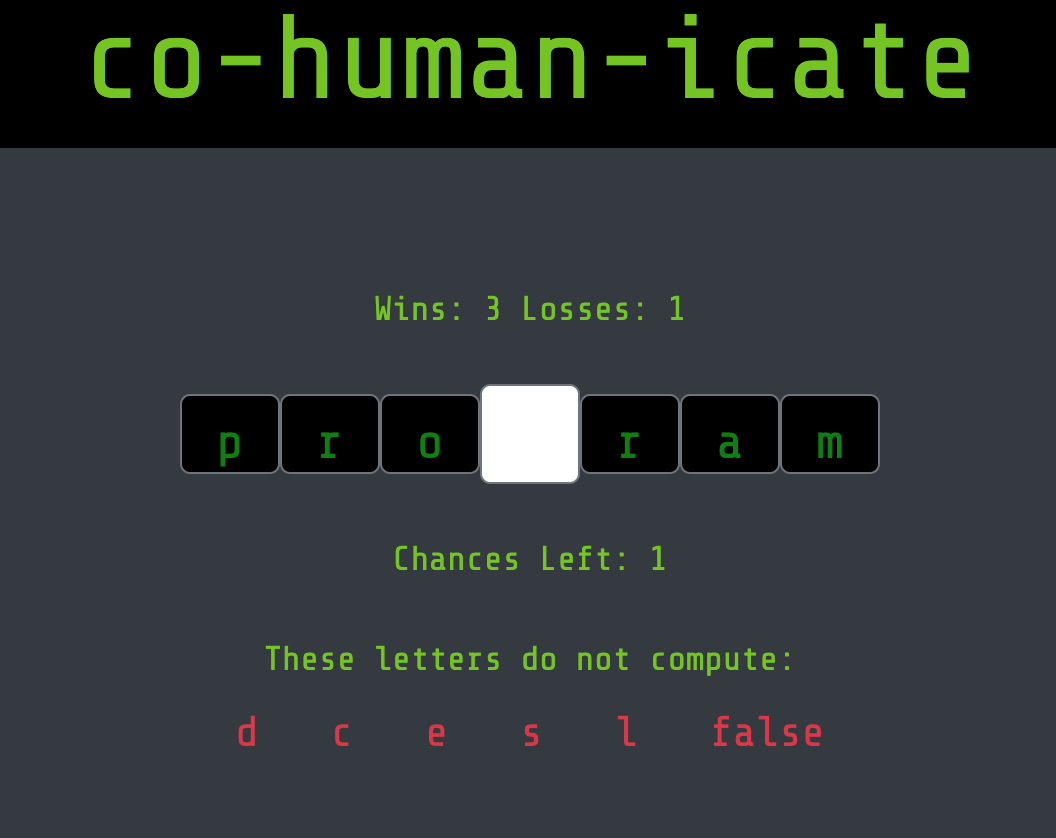 co-human-icate
Wins: 3 Losses: 1
p r o r a m
Chances Left: 1
These letters do not compute:
d c e s l false